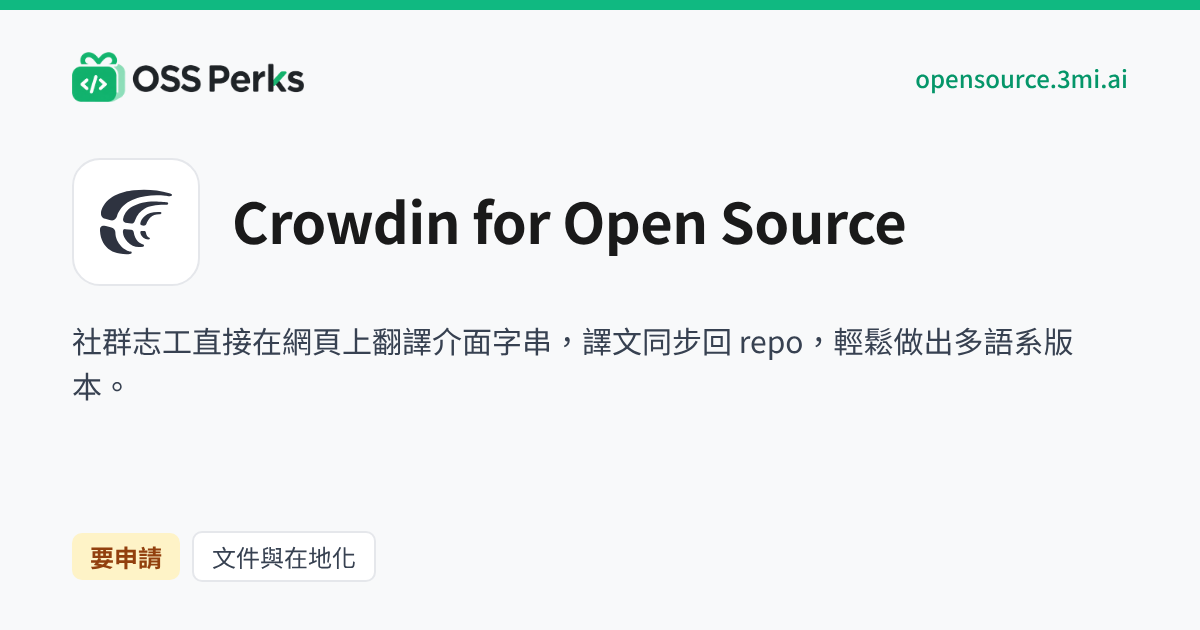 OSS Perks
opensource.3mi.ai
Crowdin for Open Source
社群志工直接在網頁上翻譯介面字串，譯文同步回 repo，輕鬆做出多語系版
本。
要申請
文件與在地化